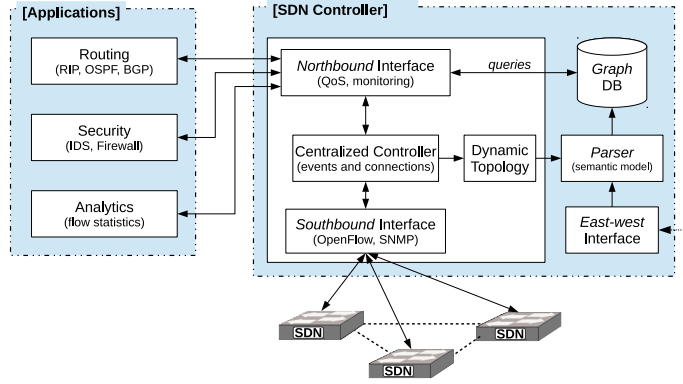 [Applications]
Routing
(RIP, OSPF, BGP)
Security
(IDS, Firewall)
Analytics
(flow statistics)
[SDN Controller]
Northbound Interface
(QoS, monitoring)
queries
Graph
DB
Centralized Controller
(events and connections)
Dynamic
Topology
Parser
(semantic model)
Southbound Interface
(OpenFlow, SNMP)
East-west
Interface
SDN
SDN
SDN